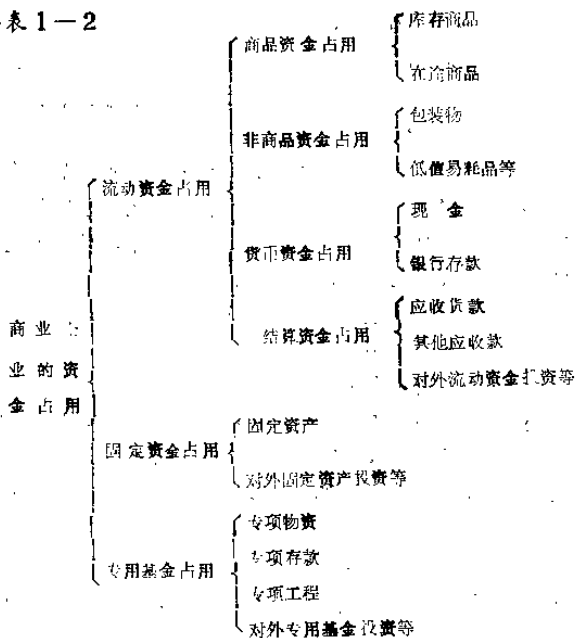 表1－2
商品资金占用
库存商品
在途商品
非商品资金占用
包装物
低值易耗品等
流动资金占用
货币资金占用
现金
银行存款
结算资金占用
应收货款
其他应收款
对外流动资金投资等
商业企
业的资
金占用
固定资金占用
固定资产
对外固定资产投资等
专用基金占用
专项物资
专项存款
专项工程
对外专用基金投资等